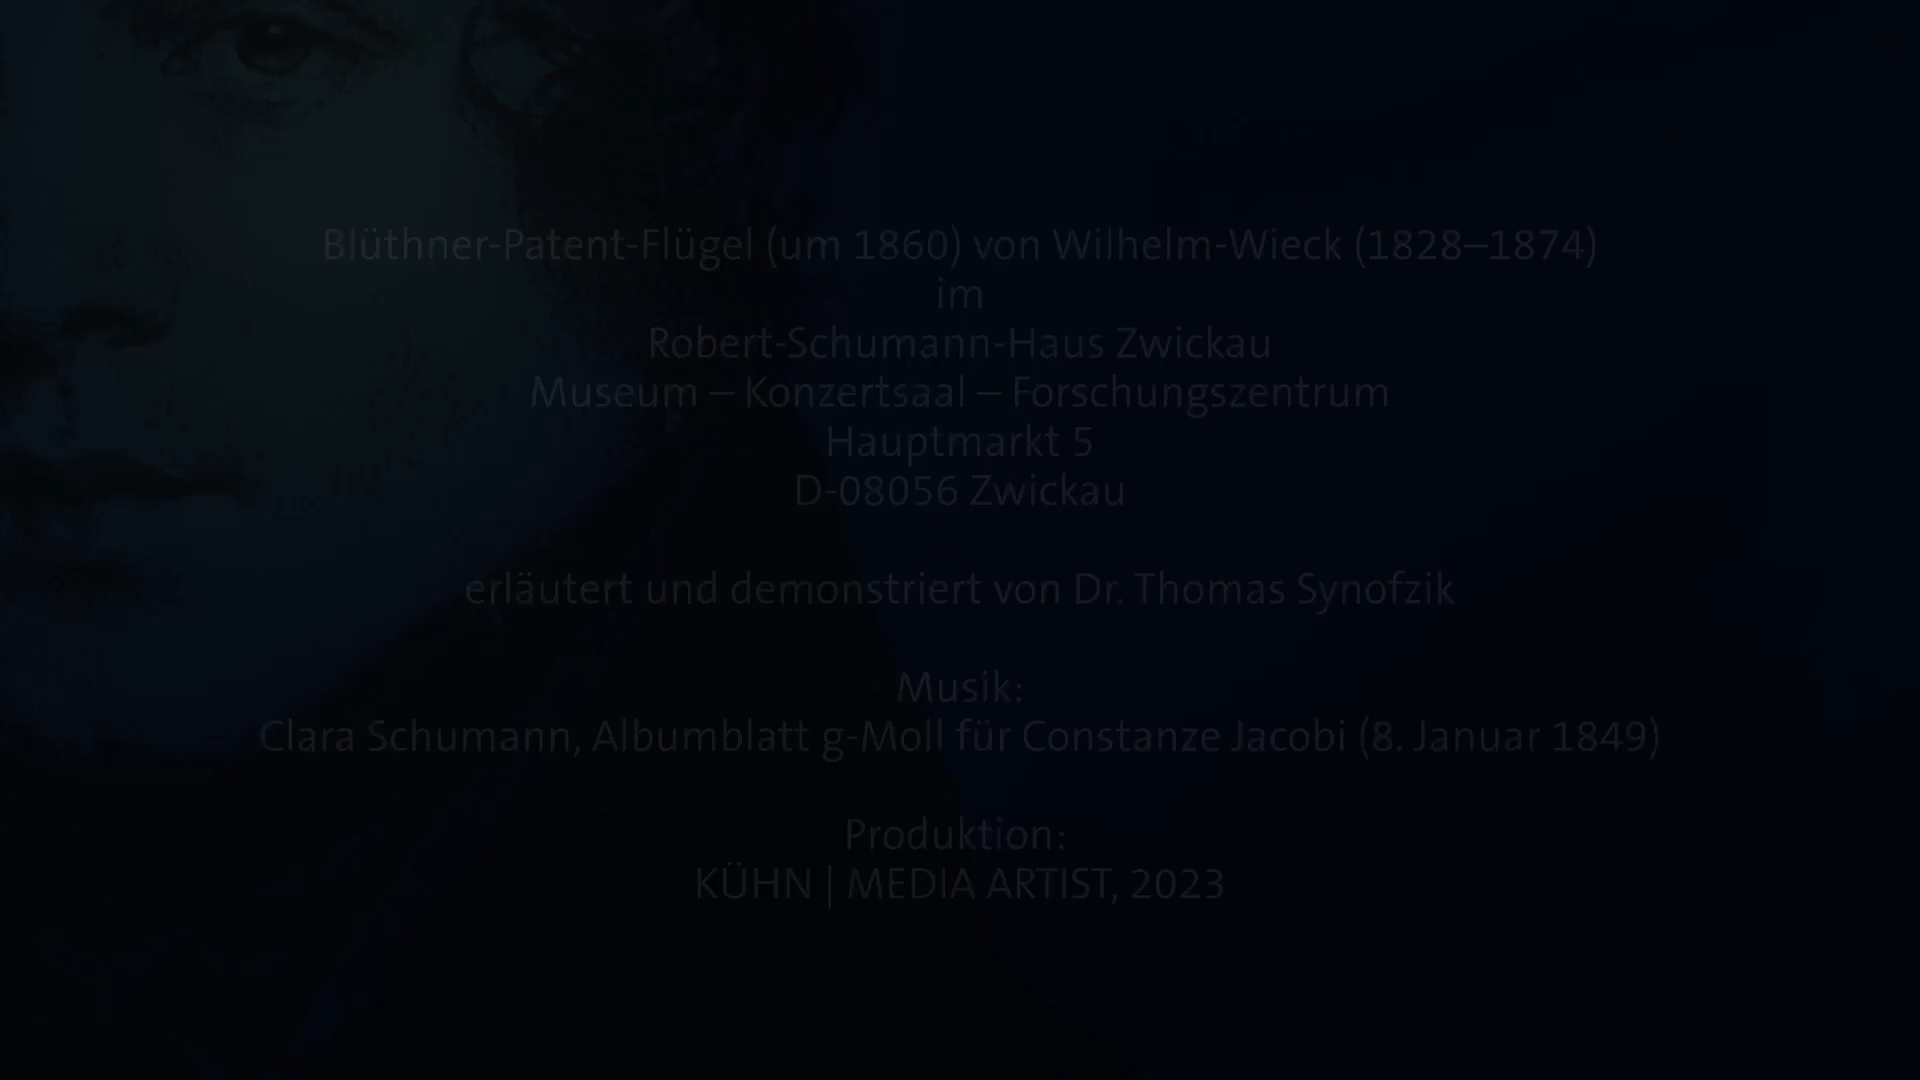 Blüthner-Patent-Flügel (um 1860) von Wilhelm-Wieck (1828–1874)
im
Robert-Schumann-Haus Zwickau
Museum – Konzertsaal – Forschungszentrum
Hauptmarkt 5
D-08056 Zwickau
erläutert und demonstriert von Dr. Thomas Synofzik
Musik:
Clara Schumann, Albumblatt g-Moll für Constanze Jacobi (8. Januar 1849)
Produktion:
KÜHN | MEDIA ARTIST, 2023